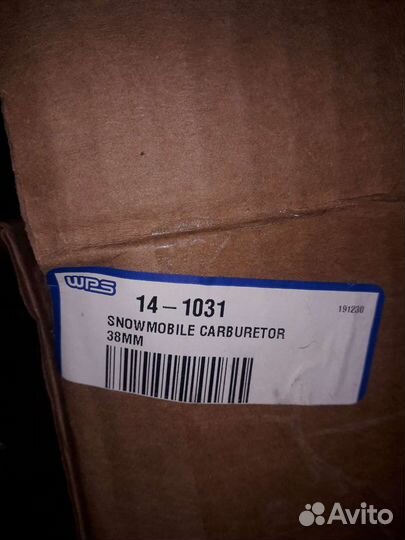 WPS
14-1031
191230
SNOWMOBILE CARBURETOR
38MM
Avito